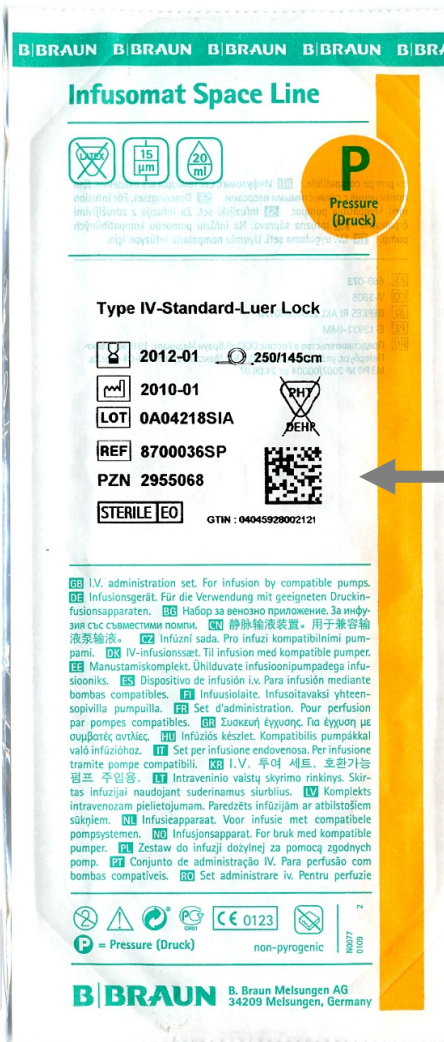 B|BRAUN B|BRAUN B|BRAUN B|BRAUN B|BRA
Infusomat Space Line
LATEX
15
µm
20
ml
P
Pressure
(Druck)
Type IV-Standard-Luer Lock
2012-01 250/145cm
2010-01
PHT
DEHP
LOT 0A04218SIA
REF 8700036SP
PZN 2955068
STERILE EO
GTIN : 04045928002121
GB I.V. administration set. For infusion by compatible pumps.
DE Infusionsgerät. Für die Verwendung mit geeigneten Druckin-
fusionsapparaten. BG Набор за венозно приложение. За инфу-
зия със съвместими помпи. CN 静脉输液装置。用于兼容输
液泵输液。 CZ Infúzní sada. Pro infuzi kompatibilními pum-
pami. DK IV-infusionssæt. Til infusion med kompatible pumper.
EE Manustamiskomplekt. Ühilduvate infusioonipumpadega infu-
siooniks. ES Dispositivo de infusión i.v. Para infusión mediante
bombas compatibles. FI Infuusiolaite. Infusoitavaksi yhteen-
sopivilla pumpuilla. FR Set d'administration. Pour perfusion
par pompes compatibles. GR Συσκευή έγχυσης. Για έγχυση με
συμβατές αντλίες. HU Infúziós készlet. Kompatibilis pumpákkal
való infúzióhoz. IT Set per infusione endovenosa. Per infusione
tramite pompe compatibili. KR I.V. 투여 세트. 호환가능
펌프 주입용. LT Intraveninio vaistų skyrimo rinkinys. Skir-
tas infuzijai naudojant suderinamus siurblius. LV Komplekts
intravenozam pielietojumam. Paredzēts infūzijām ar atbilstošiem
sūkņiem. NL Infusieapparaat. Voor infusie met compatibele
pompsystemen. NO Infusjonsapparat. For bruk med kompatible
pumper. PL Zestaw do infuzji dożylnej za pomocą zgodnych
pomp. PT Conjunto de administração IV. Para perfusão com
bombas compatíveis. RO Set administrare iv. Pentru perfuzie
2
CE 0123
P = Pressure (Druck)
non-pyrogenic
N0077 2
0109
B|BRAUN
B. Braun Melsungen AG
34209 Melsungen, Germany